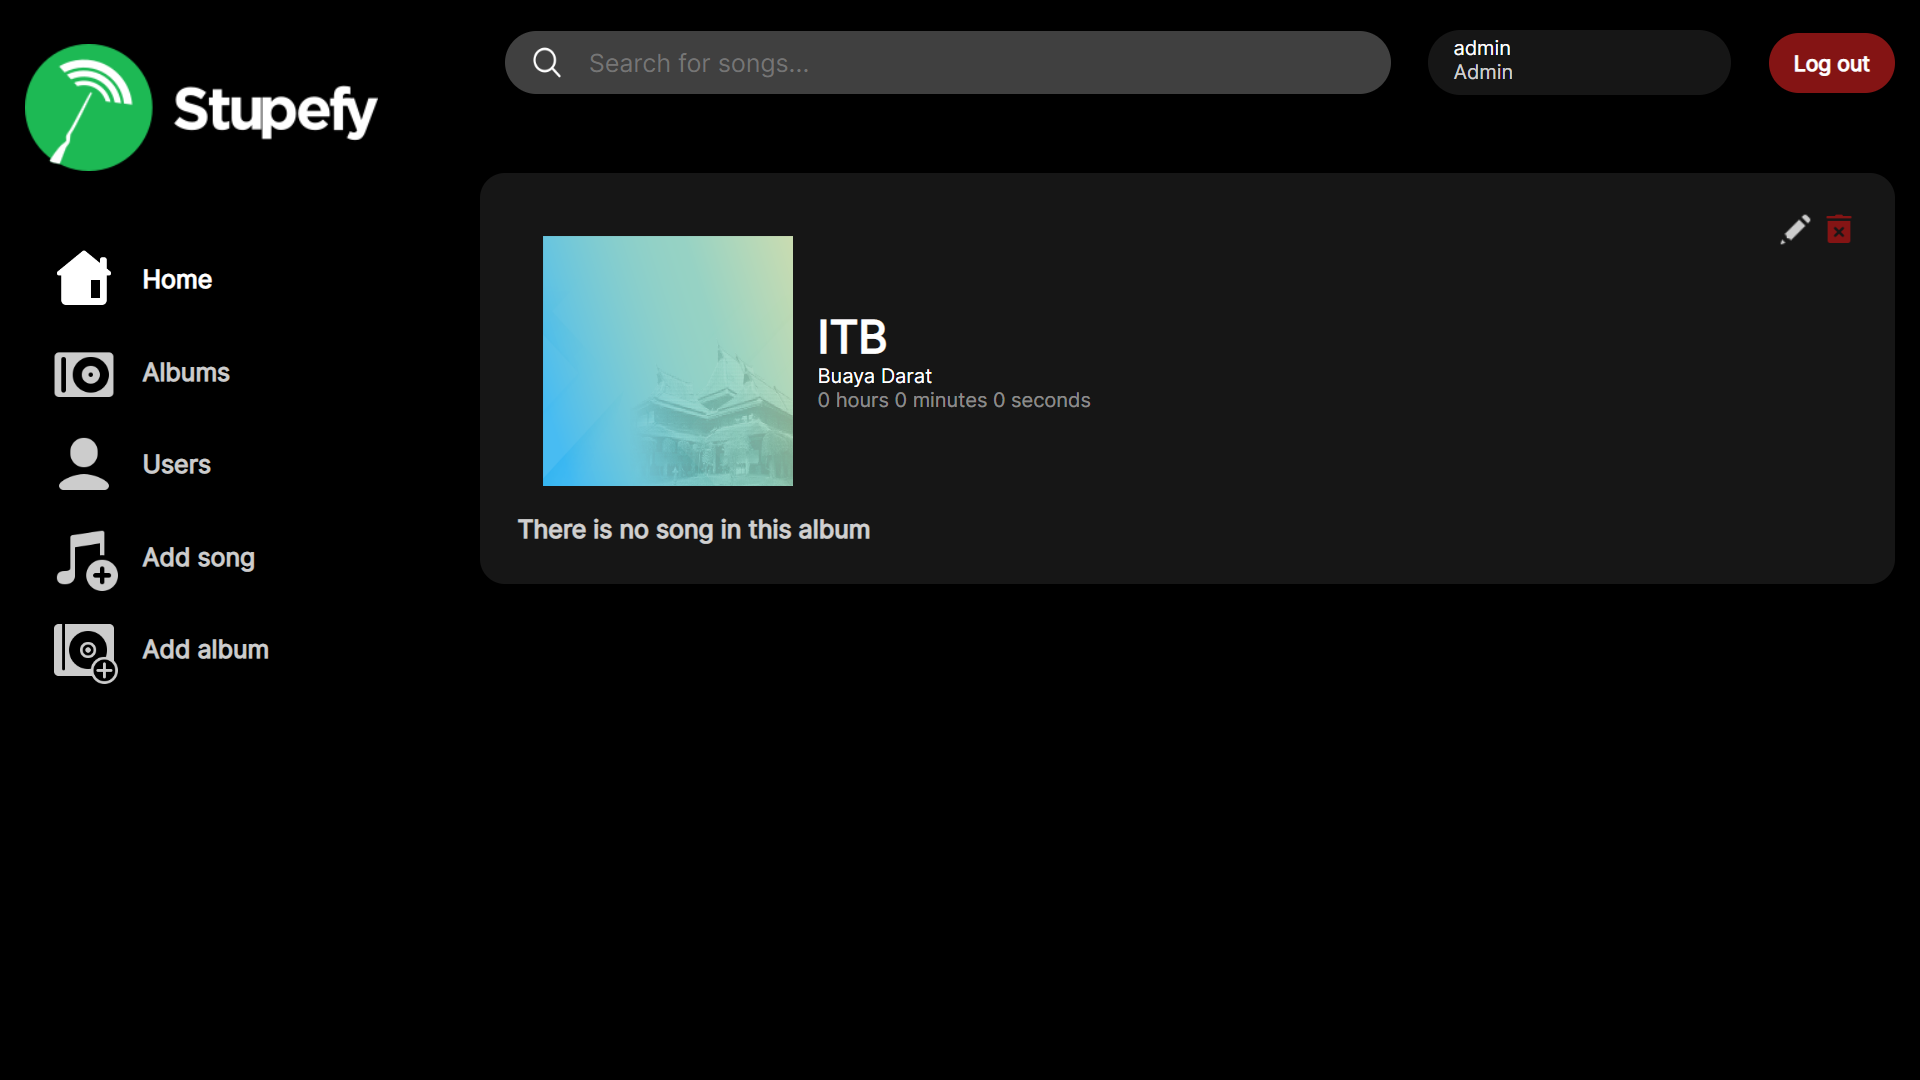 Stupefy
Search for songs...
admin
Admin
Log out
Home
Albums
Users
Add song
Add album
ITB
Buaya Darat
0 hours 0 minutes 0 seconds
There is no song in this album